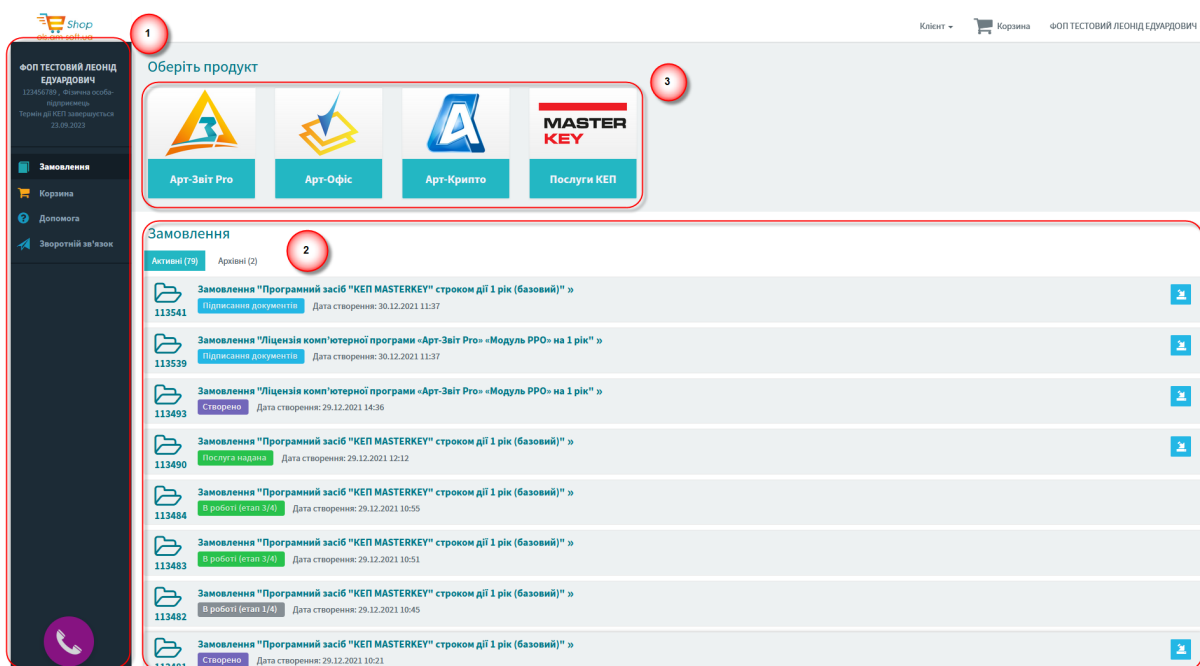 Shop
ois.am-soft.ua
1
Клієнт
Корзина
ФОП ТЕСТОВИЙ ЛЕОНІД ЕДУАРДОВИЧ
ФОП ТЕСТОВИЙ ЛЕОНІД
ЕДУАРДОВИЧ
123456789 , Фізична особа-
підприємець
Термін дії КЕП завершується
23.09.2023
Замовлення
Корзина
Допомога
Зворотній зв'язок
Оберіть продукт
3
MASTER
KEY
Арт-Звіт Pro
Арт-Офіс
Арт-Крипто
Послуги КЕП
Замовлення
2
Активні (79)
Архівні (2)
Замовлення "Програмний засіб "КЕП MASTERKEY" строком дії 1 рік (базовий)" »
Підписання документів
Дата створення: 30.12.2021 11:37
113541
Замовлення "Ліцензія комп'ютерної програми «Арт-Звіт Pro» «Модуль РРО» на 1 рік" »
Підписання документів
Дата створення: 30.12.2021 11:37
113539
Замовлення "Ліцензія комп'ютерної програми «Арт-Звіт Pro» «Модуль РРО» на 1 рік" »
Створено
Дата створення: 29.12.2021 14:36
113493
Замовлення "Програмний засіб "КЕП MASTERKEY" строком дії 1 рік (базовий)" »
Послуга надана
Дата створення: 29.12.2021 12:12
113490
Замовлення "Програмний засіб "КЕП MASTERKEY" строком дії 1 рік (базовий)" »
В роботі (етап 3/4)
Дата створення: 29.12.2021 10:55
113484
Замовлення "Програмний засіб "КЕП MASTERKEY" строком дії 1 рік (базовий)" »
В роботі (етап 3/4)
Дата створення: 29.12.2021 10:51
113483
Замовлення "Програмний засіб "КЕП MASTERKEY" строком дії 1 рік (базовий)" »
В роботі (етап 1/4)
Дата створення: 29.12.2021 10:45
113482
Замовлення "Програмний засіб "КЕП MASTERKEY" строком дії 1 рік (базовий)" »
Створено
Дата створення: 29.12.2021 10:21